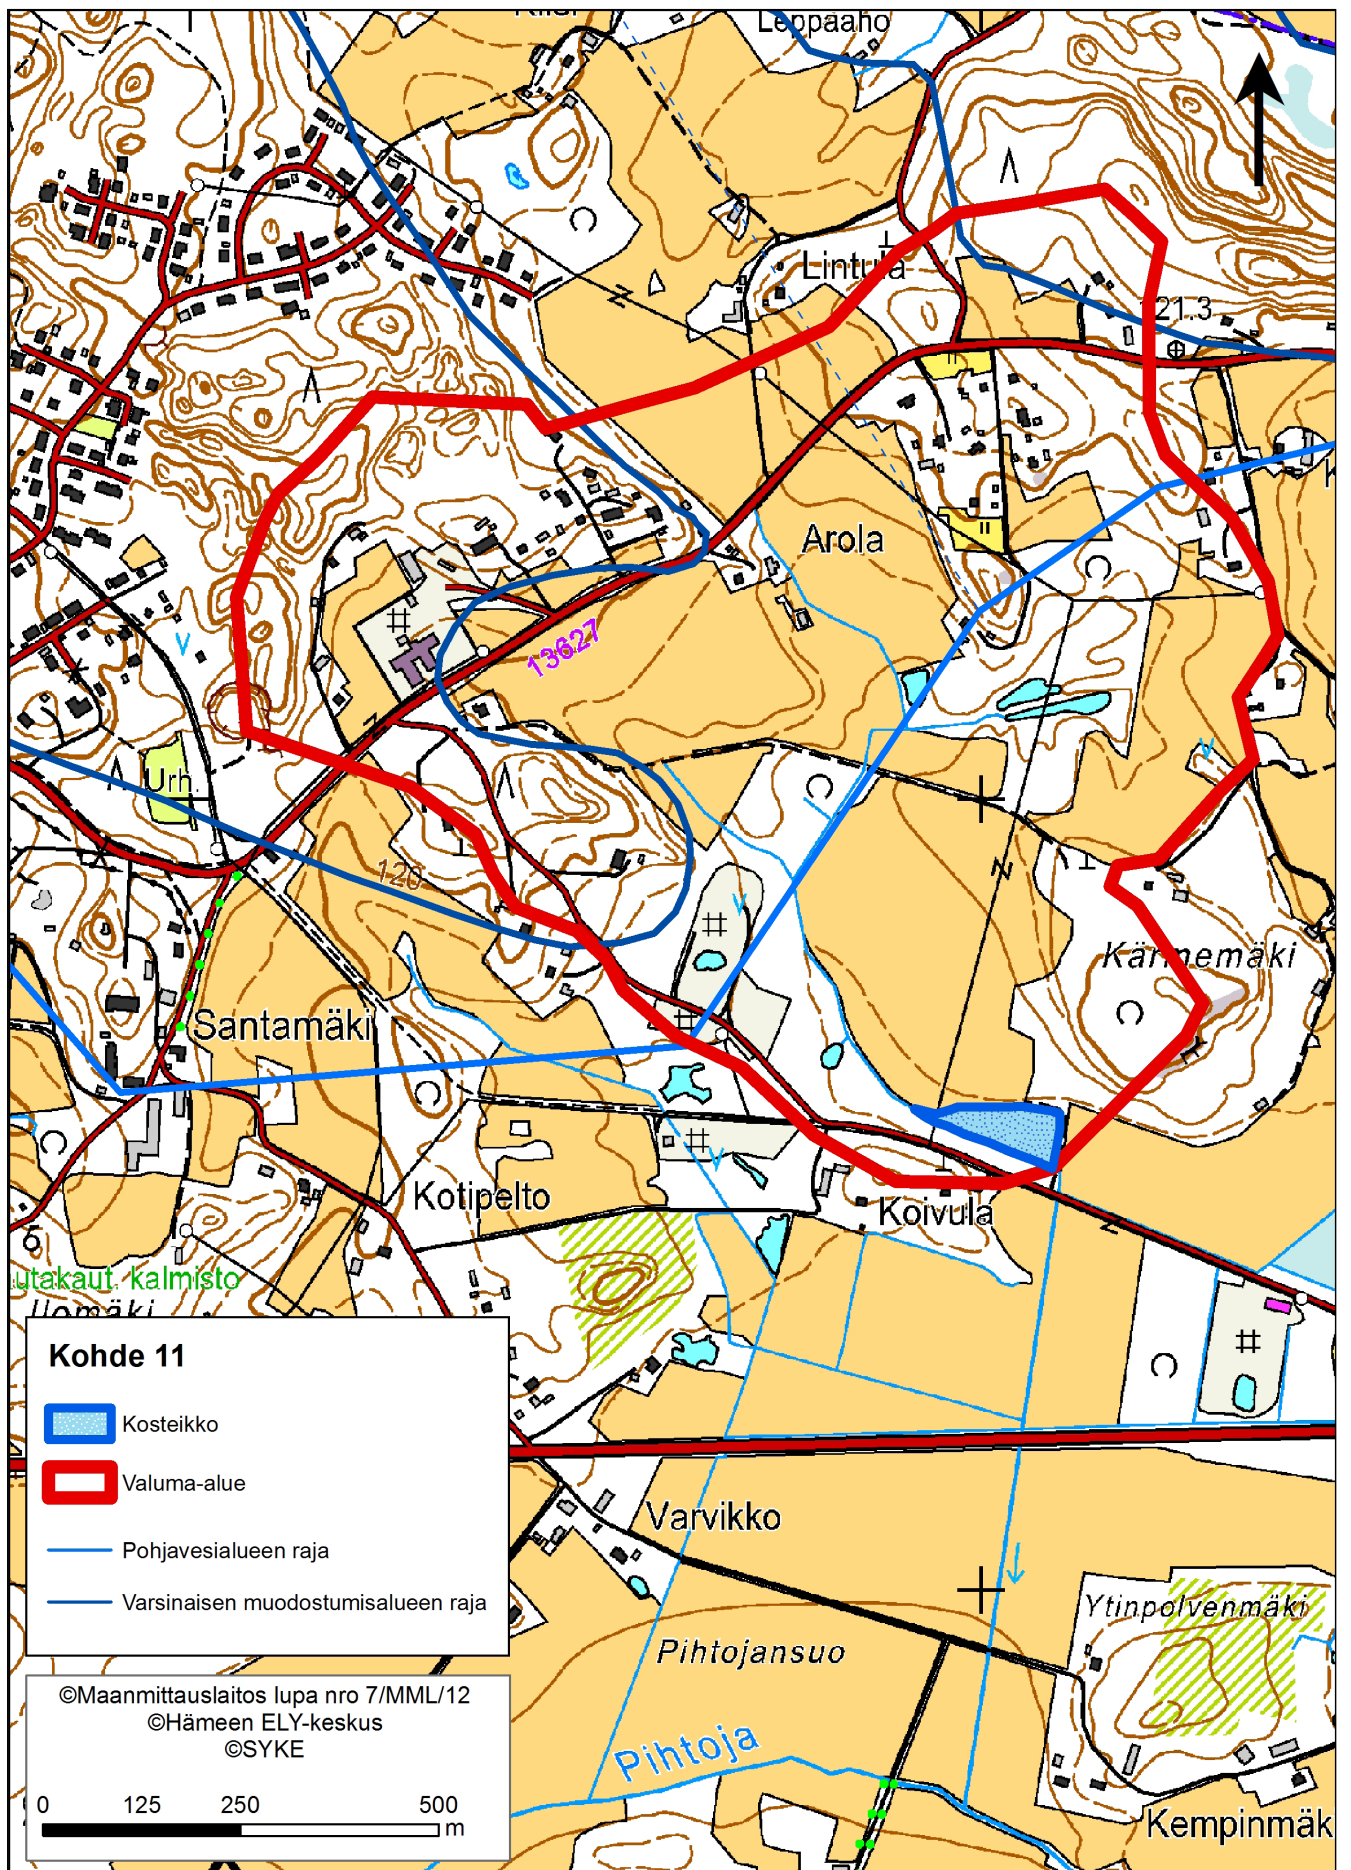 Leppäaho
Lintula
121.3
Arola
13627
Urh.
120
Kärmemäki
Santamäki
Kotipelto
Koivula
utakaut. kalmisto
Ilomäki
Kohde 11
Kosteikko
Valuma-alue
Pohjavesialueen raja
Varsinaisen muodostumisalueen raja
Varvikko
Ytinpolvenmäki
Pihtojansuo
©Maanmittauslaitos lupa nro 7/MML/12
©Hämeen ELY-keskus
©SYKE
Pihtoja
0 125 250 500
m
Kempinmäk